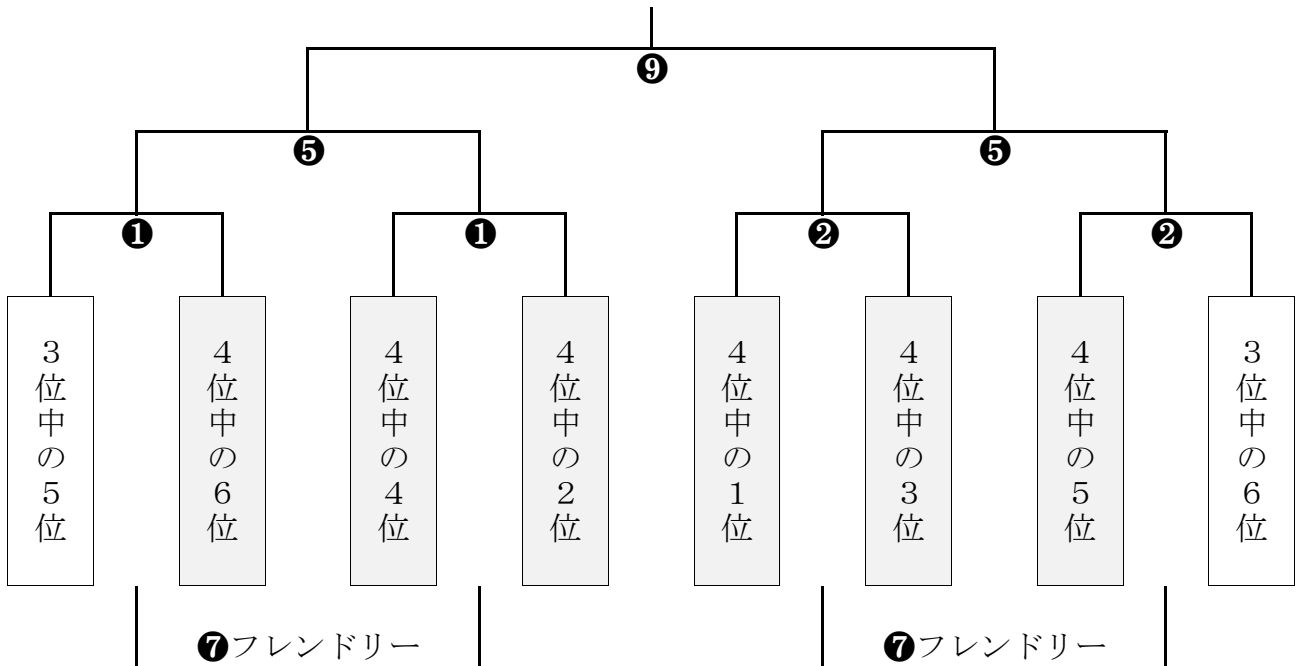 ❾
❺
❺
❶
❶
❷
❷
3位中の5位
4位中の6位
4位中の4位
4位中の2位
4位中の1位
4位中の3位
4位中の5位
3位中の6位
❼フレンドリー
❼フレンドリー